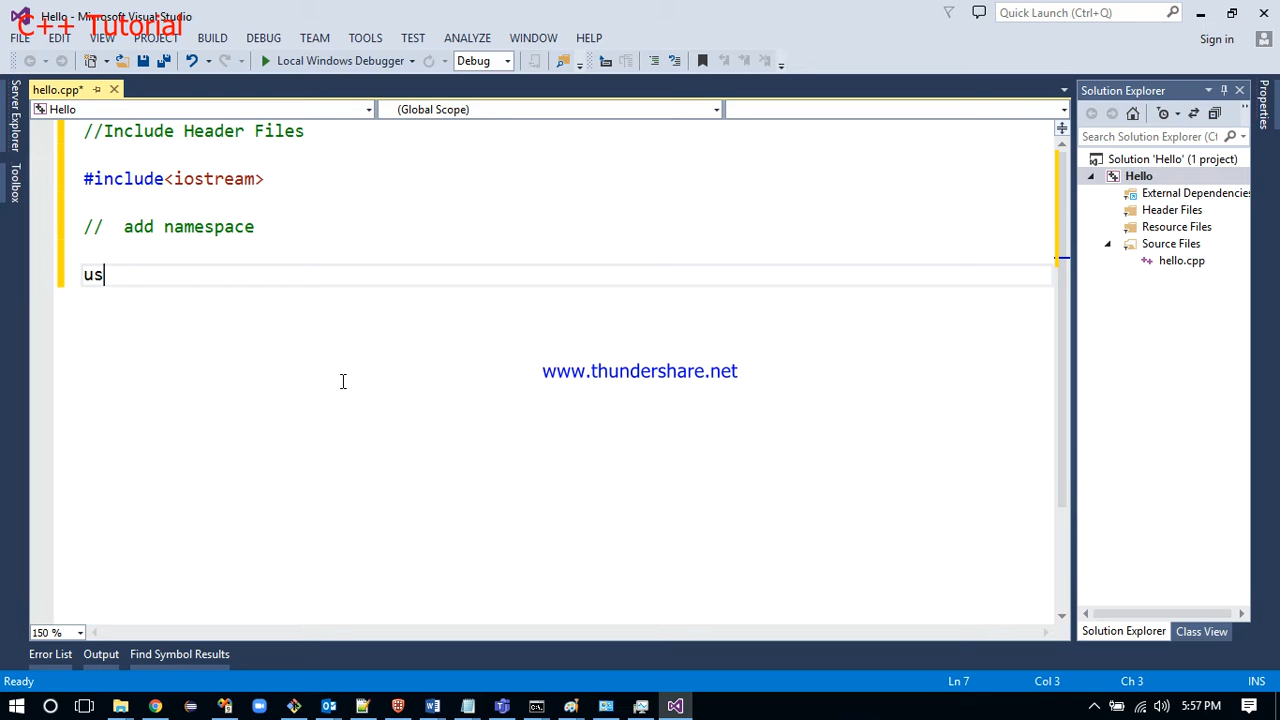 Hello - Microsoft Visual Studio
C++ Tutorial
Quick Launch (Ctrl+Q)
FILE EDIT VIEW PROJECT BUILD DEBUG TEAM TOOLS TEST ANALYZE WINDOW HELP
Sign in
Local Windows Debugger
Debug
hello.cpp*
Hello
(Global Scope)
//Include Header Files
#include<iostream>
// add namespace
us
www.thundershare.net
150 %
Server Explorer
Toolbox
Solution Explorer
Search Solution Explorer (Ct
Solution 'Hello' (1 project)
Hello
External Dependencies
Header Files
Resource Files
Source Files
hello.cpp
Solution Explorer
Class View
Properties
Error List
Output
Find Symbol Results
Ready
Ln 7
Col 3
Ch 3
INS
5:57 PM